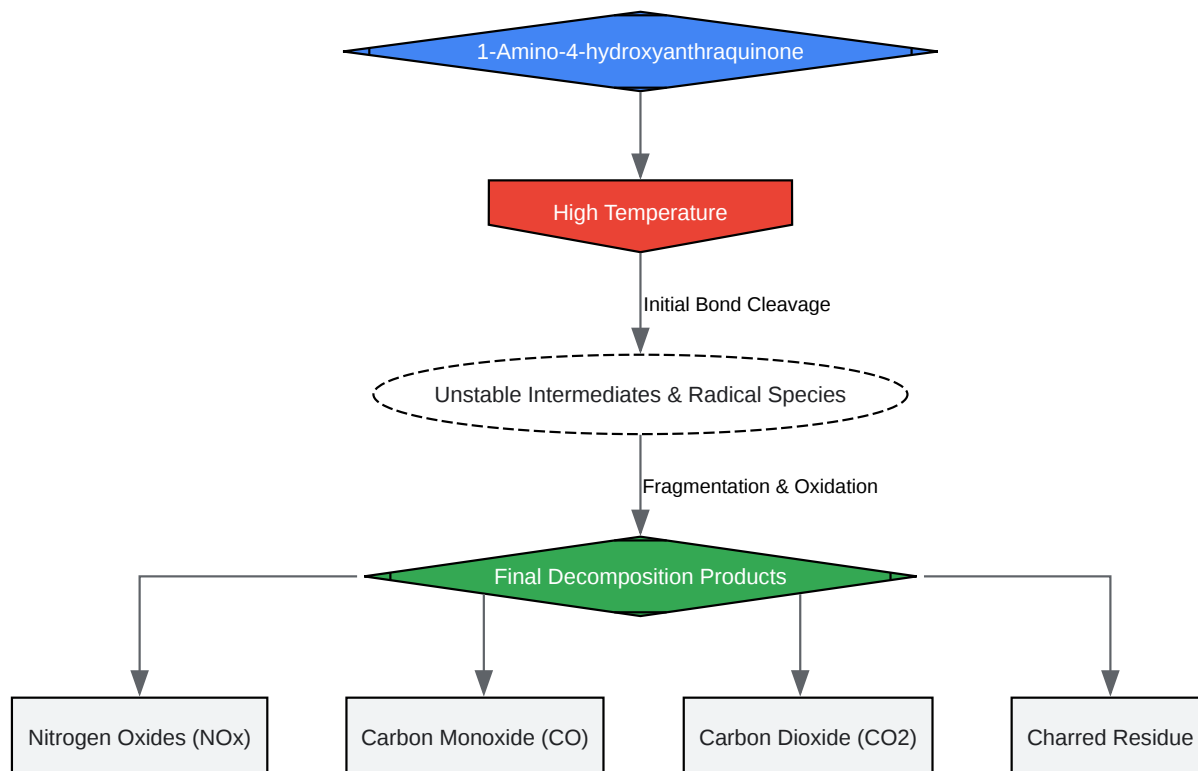 1-Amino-4-hydroxyanthraquinone
High Temperature
Initial Bond Cleavage
Unstable Intermediates & Radical Species
Fragmentation & Oxidation
Final Decomposition Products
Nitrogen Oxides (NOx)
Carbon Monoxide (CO)
Carbon Dioxide (CO2)
Charred Residue